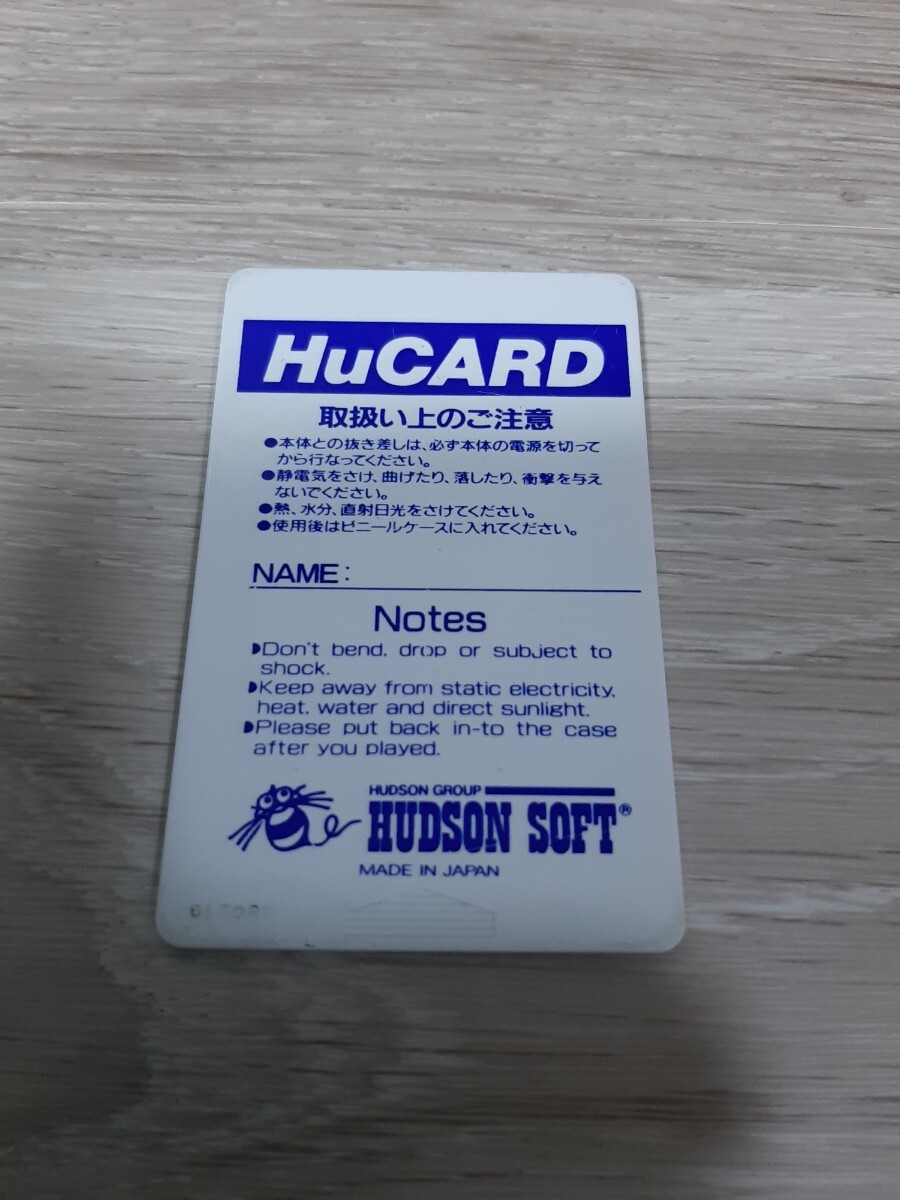 HuCARD
取扱い上のご注意
●本体との抜き差しは、必ず本体の電源を切って
から行なってください。
●静電気をさけ、曲げたり、落したり、衝撃を与え
ないでください。
●熱、水分、直射日光をさけてください。
●使用後はビニールケースに入れてください。
NAME:
Notes
Don't bend, drop or subject to
shock.
Keep away from static electricity,
heat, water and direct sunlight.
Please put back in-to the case
after you played.
HUDSON GROUP
HUDSON SOFT®
MADE IN JAPAN